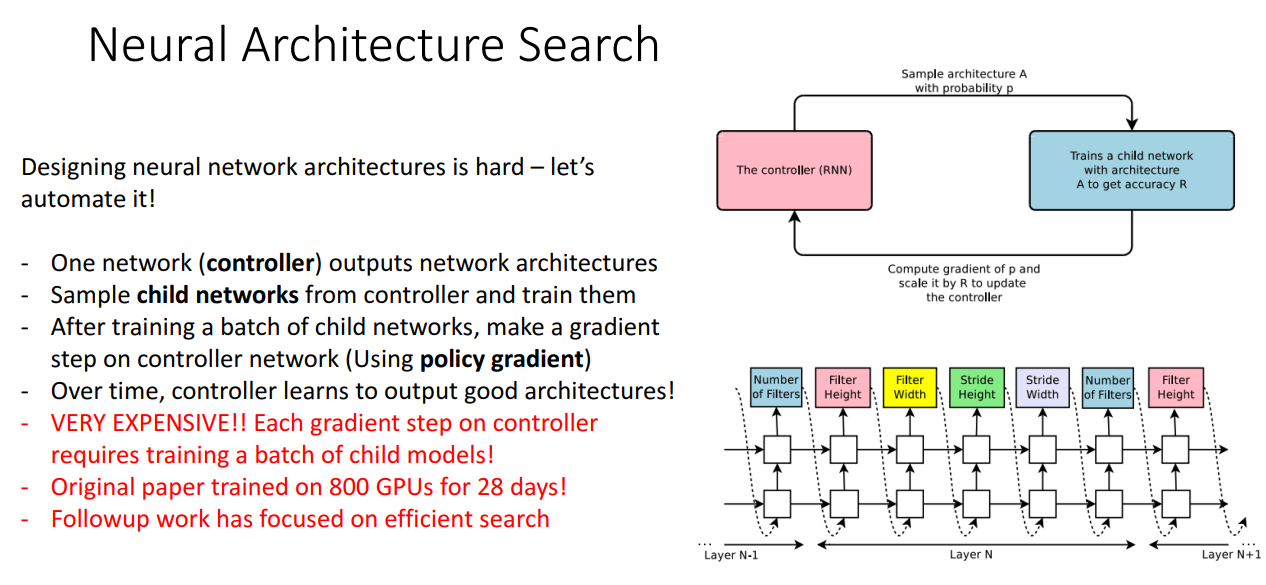 Neural Architecture Search
Designing neural network architectures is hard – let’s
automate it!
- One network (controller) outputs network architectures
- Sample child networks from controller and train them
- After training a batch of child networks, make a gradient
step on controller network (Using policy gradient)
- Over time, controller learns to output good architectures!
- VERY EXPENSIVE!! Each gradient step on controller
requires training a batch of child models!
- Original paper trained on 800 GPUs for 28 days!
- Followup work has focused on efficient search
Sample architecture A
with probability p
The controller (RNN)
Trains a child network
with architecture
A to get accuracy R
Compute gradient of p and
scale it by R to update
the controller
Number
of Filters
Filter
Height
Filter
Width
Stride
Height
Stride
Width
Number
of Filters
Filter
Height
...
Layer N-1
Layer N
...
Layer N+1